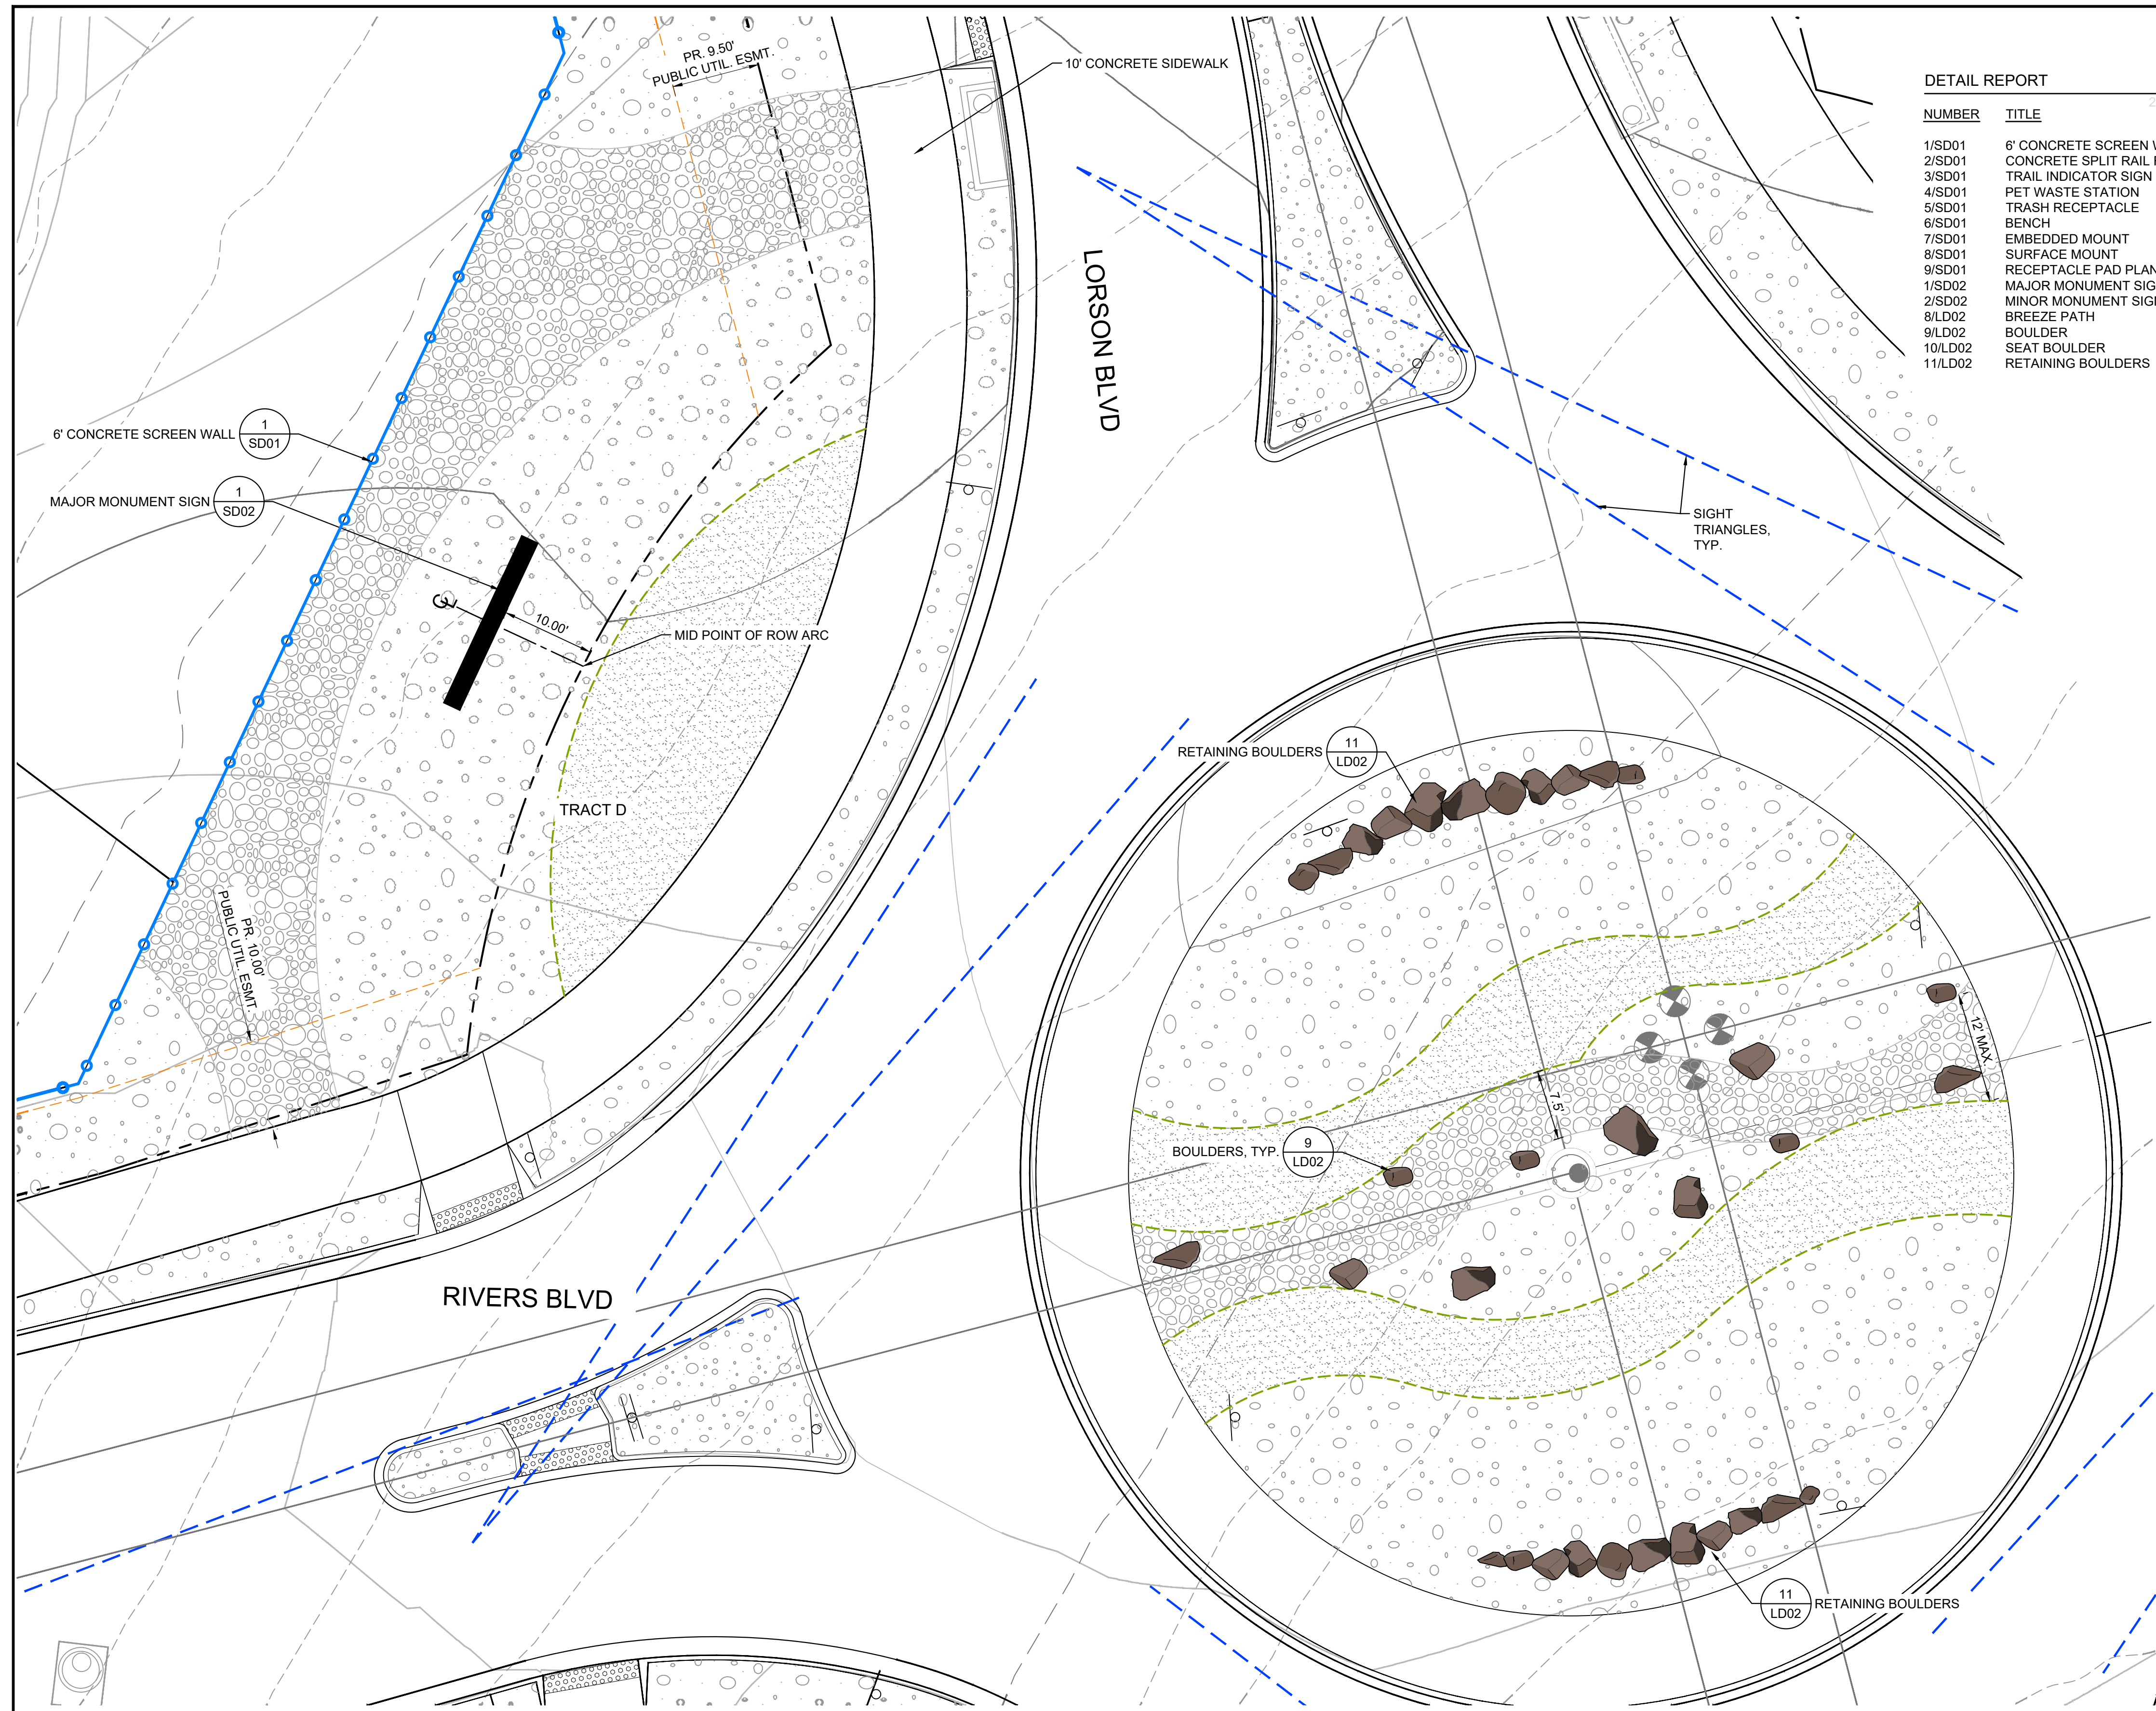 PR. 9.50'
PUBLIC UTIL. ESMT.
10' CONCRETE SIDEWALK
DETAIL REPORT
NUMBER TITLE
1/SD01 6' CONCRETE SCREEN
2/SD01 CONCRETE SPLIT RAIL
3/SD01 TRAIL INDICATOR SIGN
4/SD01 PET WASTE STATION
5/SD01 TRASH RECEPTACLE
6/SD01 BENCH
7/SD01 EMBEDDED MOUNT
8/SD01 SURFACE MOUNT
9/SD01 RECEPTACLE PAD PLAN
1/SD02 MAJOR MONUMENT SIG
2/SD02 MINOR MONUMENT SIG
8/LD02 BREEZE PATH
9/LD02 BOULDER
10/LD02 SEAT BOULDER
11/LD02 RETAINING BOULDERS
LORSON BLVD
6' CONCRETE SCREEN WALL
1
SD01
MAJOR MONUMENT SIGN
1
SD02
SIGHT
TRIANGLES,
TYP.
10.00'
MID POINT OF ROW ARC
RETAINING BOULDERS
11
LD02
TRACT D
PR. 10.00'
PUBLIC UTIL. ESMT.
12' MAX
7.5'
BOULDERS, TYP.
9
LD02
RIVERS BLVD
11
LD02
RETAINING BOULDERS